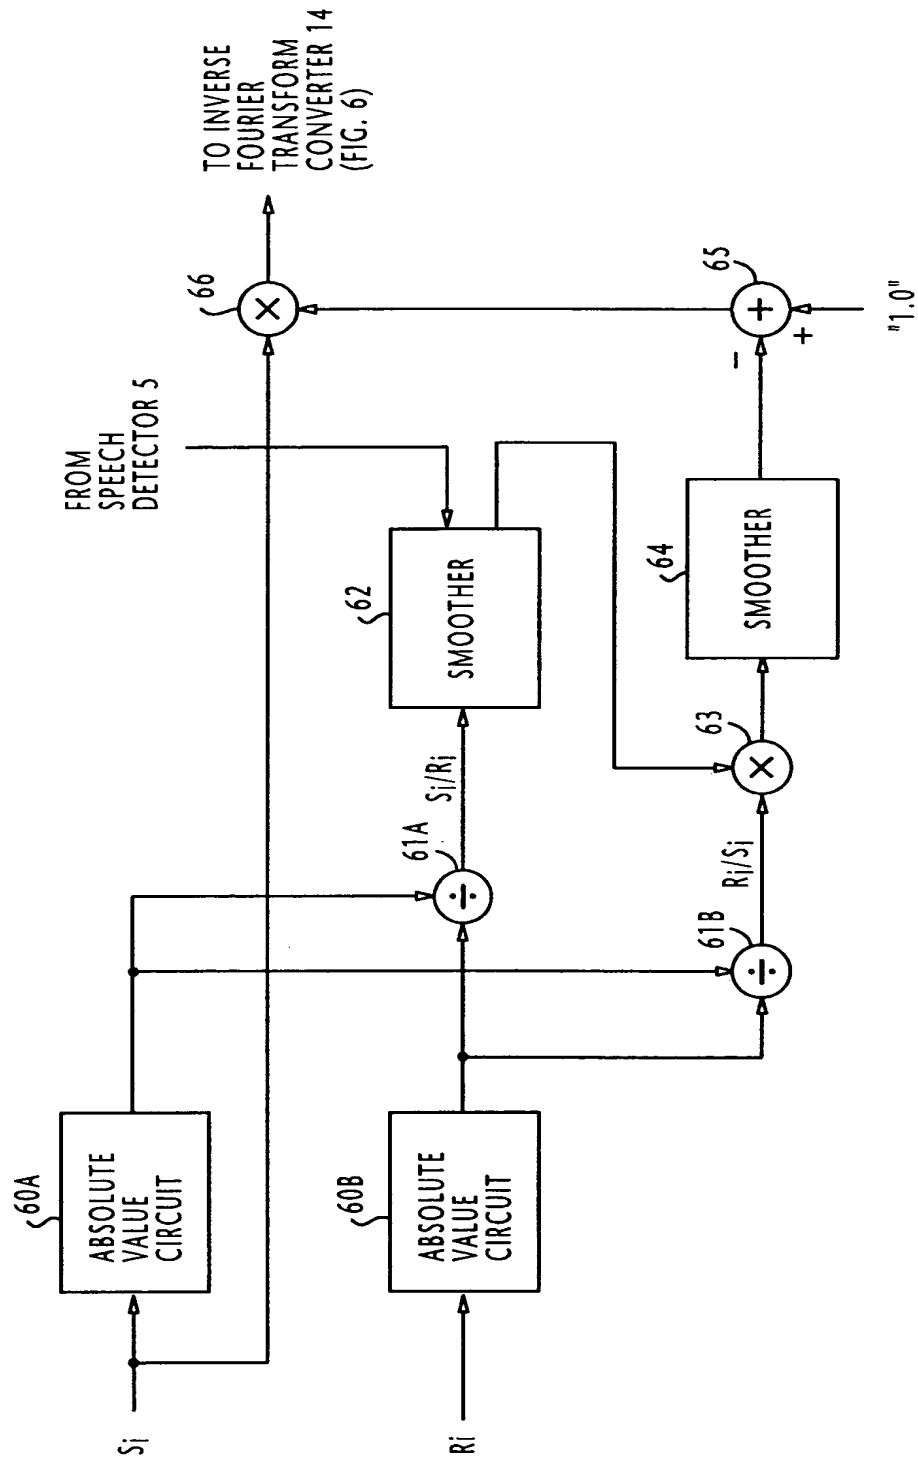 Si
60A
ABSOLUTE
VALUE
CIRCUIT
Ri
60B
ABSOLUTE
VALUE
CIRCUIT
61A
Si/Ri
61B
Ri/Si
62
SMOOTHER
63
64
SMOOTHER
FROM
SPEECH
DETECTOR 5
65
"1.0"
66
TO INVERSE
FOURIER
TRANSFORM
CONVERTER 14
(FIG. 6)